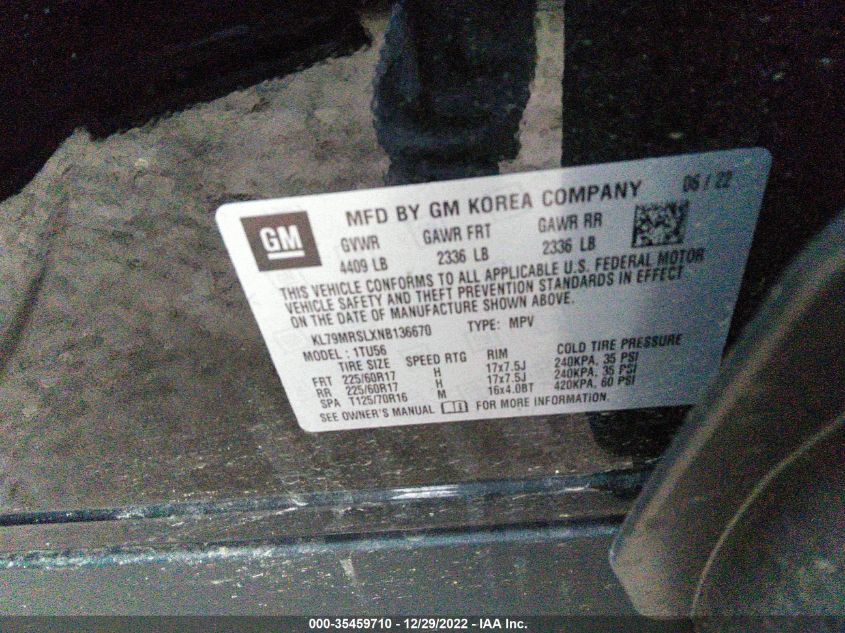 MFD BY GM KOREA COMPANY 06 / 22
GM
GVWR GAWR FRT GAWR RR
4409 LB 2336 LB 2336 LB
THIS VEHICLE CONFORMS TO ALL APPLICABLE U.S. FEDERAL MOTOR
VEHICLE SAFETY AND THEFT PREVENTION STANDARDS IN EFFECT
ON THE DATE OF MANUFACTURE SHOWN ABOVE.
KL79MRSLXNB136670 TYPE: MPV
MODEL: 1TU56
TIRE SIZE SPEED RTG RIM COLD TIRE PRESSURE
FRT 225/60R17 H 17x7.5J 240KPA, 35 PSI
RR 225/60R17 H 17x7.5J 240KPA, 35 PSI
SPA T125/70R16 M 16x4.0BT 420KPA, 60 PSI
SEE OWNER'S MANUAL FOR MORE INFORMATION.
000-35459710 - 12/29/2022 - IAA Inc.